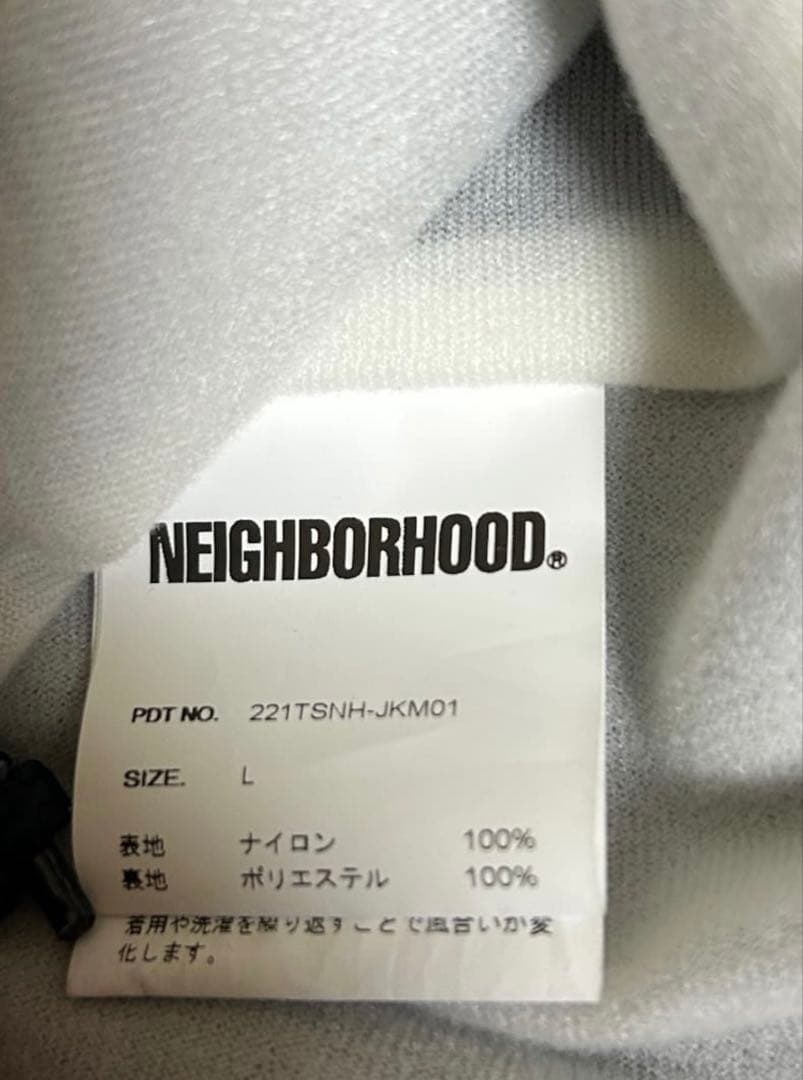 NEIGHBORHOOD®
PDT NO. 221TSNH-JKM01
SIZE. L
表地 ナイロン 100%
裏地 ポリエステル 100%
着用や洗濯を繰り返すことで風合いが変
化します。